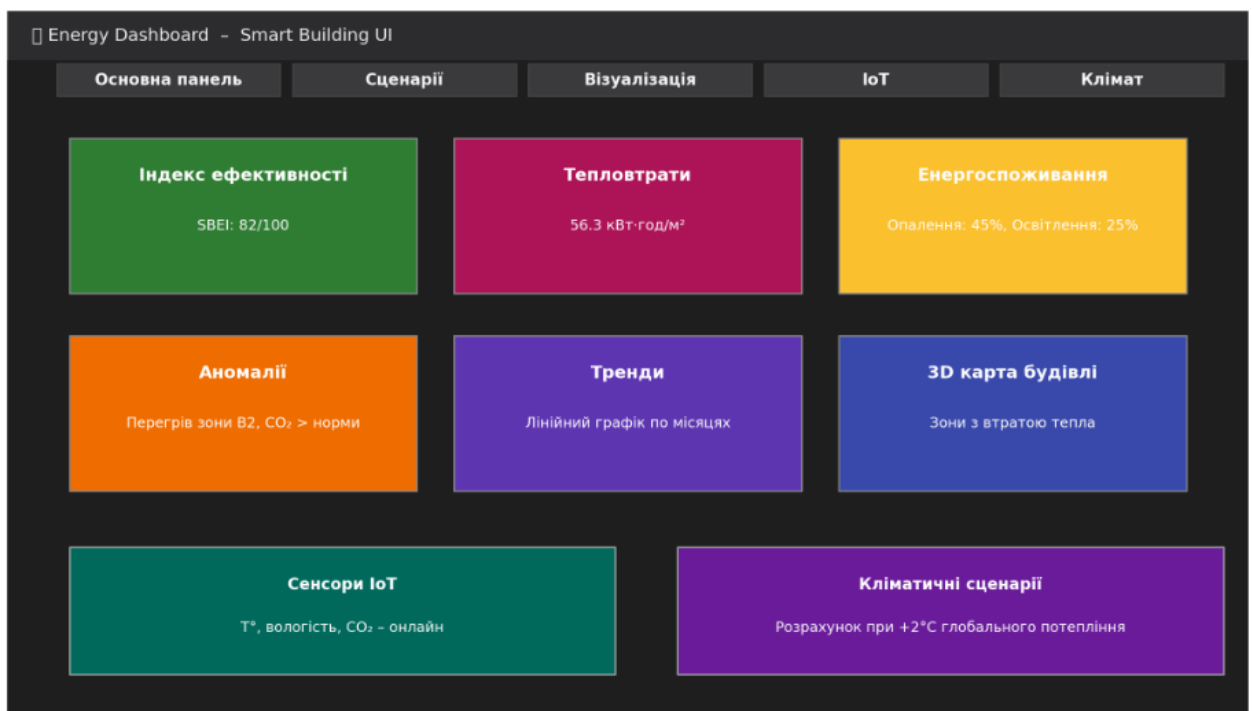 Energy Dashboard – Smart Building UI
Основна панель
Сценарії
Візуалізація
IoT
Клімат
Індекс ефективності
SBEI: 82/100
Тепловтрати
56.3 кВт·год/м²
Енергоспоживання
Опалення: 45%, Освітлення: 25%
Аномалії
Перегрів зони B2, CO₂ > норми
Тренди
Лінійний графік по місяцях
3D карта будівлі
Зони з втратою тепла
Сенсори IoT
T°, вологість, CO₂ – онлайн
Кліматичні сценарії
Розрахунок при +2°C глобального потепління